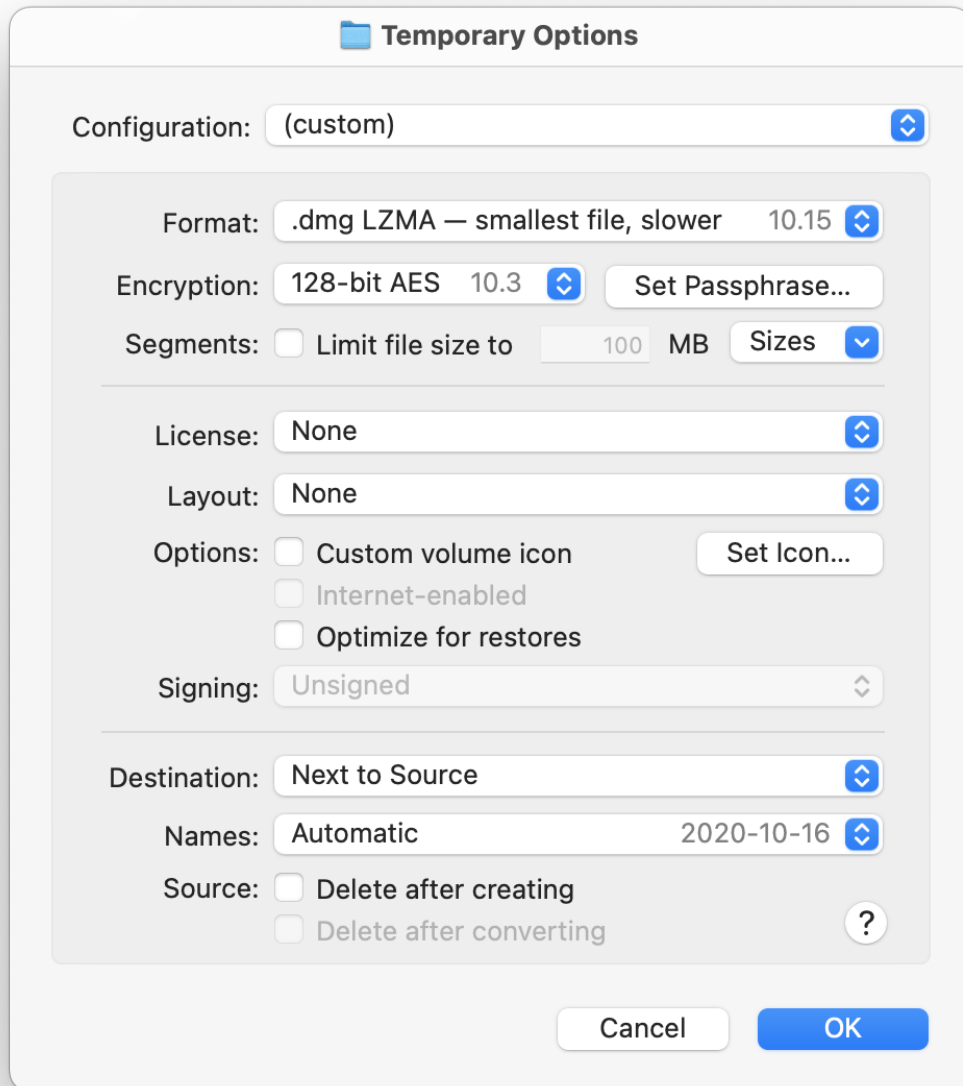 Temporary Options
Configuration: (custom)
Format: .dmg LZMA — smallest file, slower 10.15
Encryption: 128-bit AES 10.3 Set Passphrase...
Segments: Limit file size to 100 MB Sizes
License: None
Layout: None
Options: Custom volume icon Set Icon...
Internet-enabled
Optimize for restores
Signing: Unsigned
Destination: Next to Source
Names: Automatic 2020-10-16
Source: Delete after creating
Delete after converting ?
Cancel OK